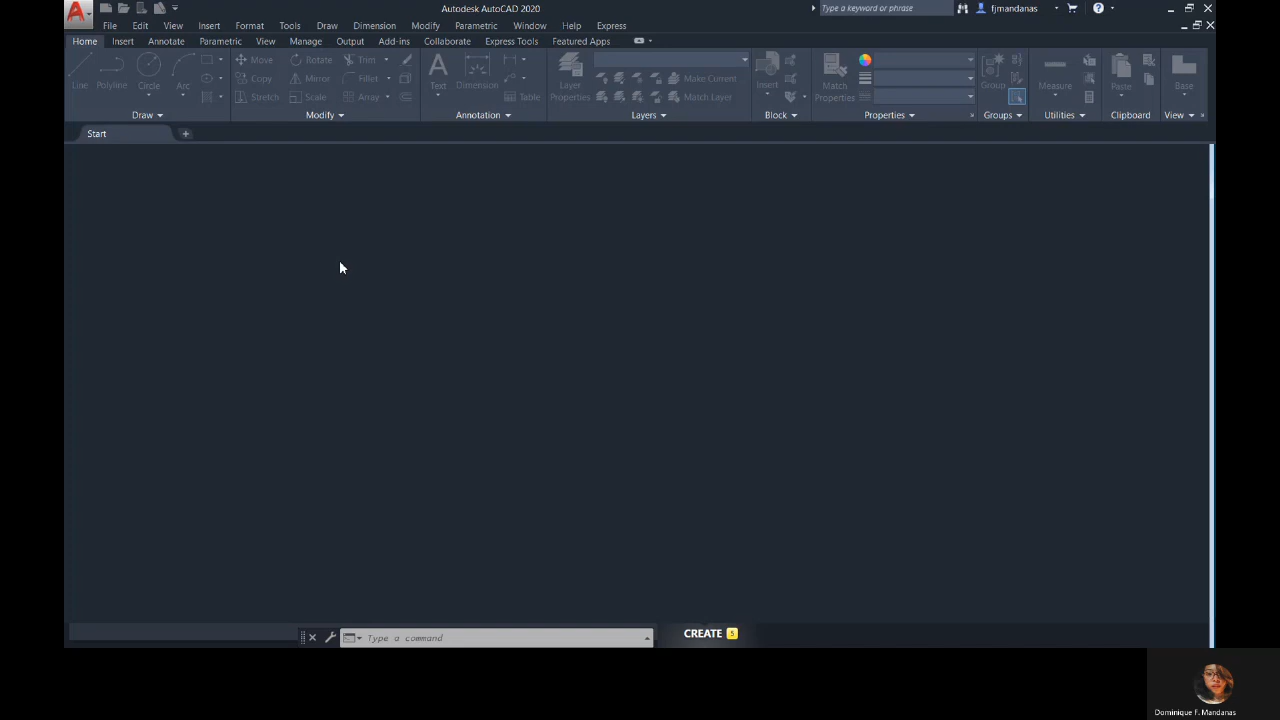 Autodesk AutoCAD 2020
Type a keyword or phrase
fjmandanas
File Edit View Insert Format Tools Draw Dimension Modify Parametric Window Help Express
Home Insert Annotate Parametric View Manage Output Add-ins Collaborate Express Tools Featured Apps
Line Polyline Circle Arc
Move Rotate Trim
Copy Mirror Fillet
Stretch Scale Array
Text Dimension Table
Layer Properties
Make Current
Match Layer
Insert
Match Properties
Group
Measure
Paste
Base
Draw Modify Annotation Layers Block Properties Groups Utilities Clipboard View
Start
Type a command
CREATE 5
Dominique F. Mandanas